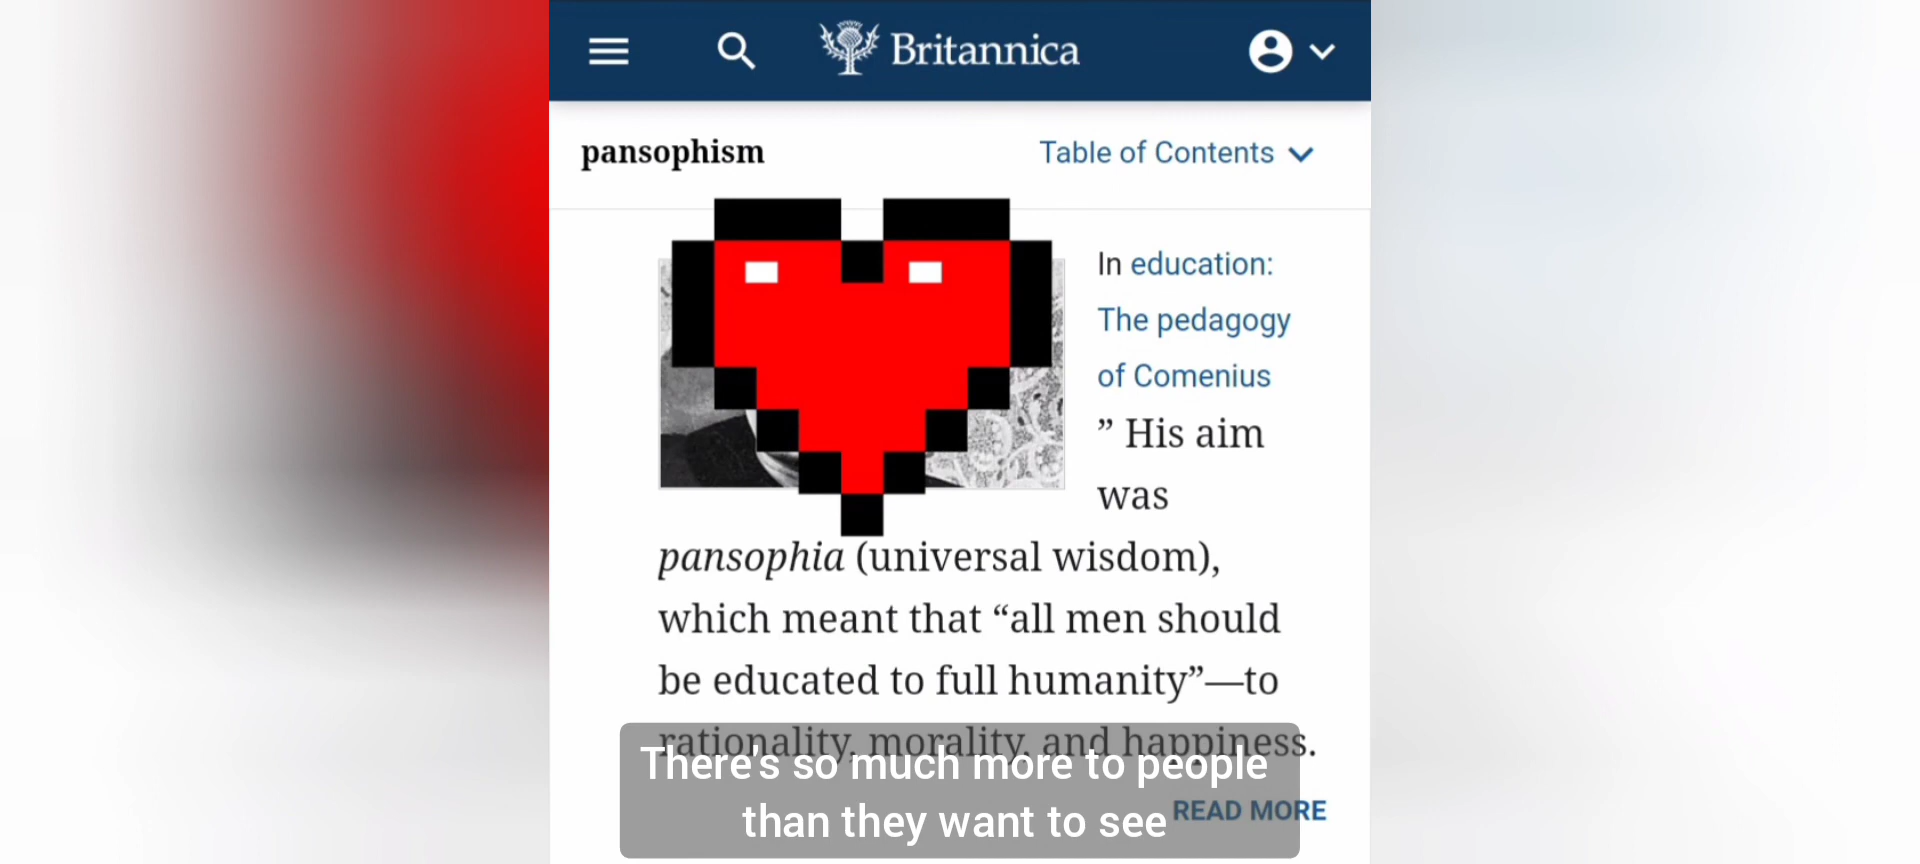 Britannica
pansophism
Table of Contents
In education:
The pedagogy
of Comenius
” His aim
was
pansophia (universal wisdom),
which meant that “all men should
be educated to full humanity”—to
rationality, morality, and happiness.
There's so much more to people
than they want to see
READ MORE